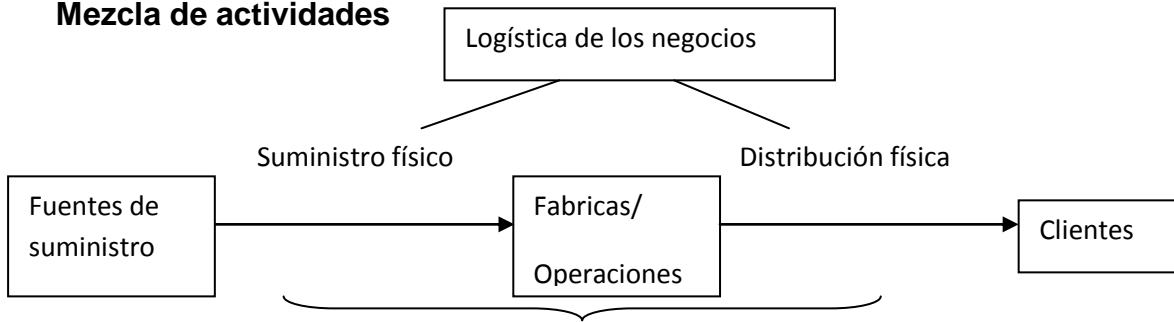 Mezcla de actividades
Logística de los negocios
Suministro físico
Distribución física
Fuentes de
suministro
Fabricas/
Operaciones
Clientes